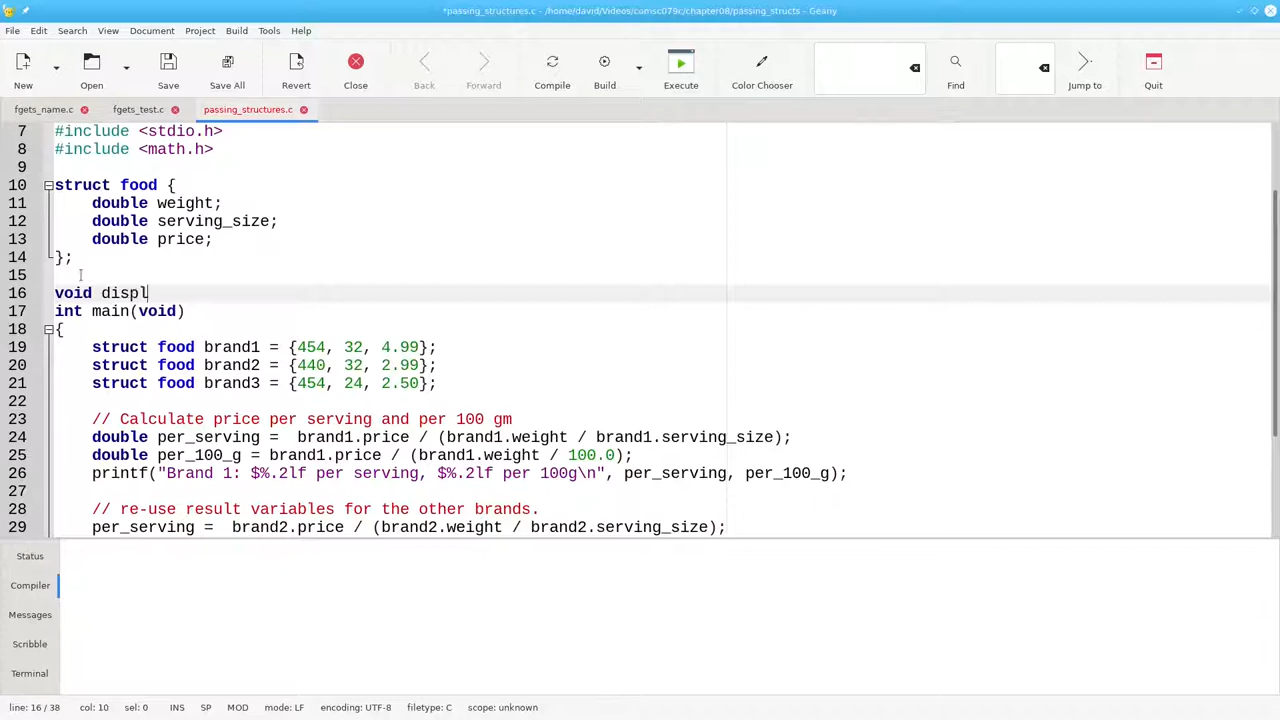 *passing_structures.c - /home/david/Videos/comsc079c/chapter08/passing_structs - Geany
File Edit Search View Document Project Build Tools Help
New Open Save Save All Revert Close Back Forward Compile Build Execute Color Chooser Find Jump to Quit
fgets_name.c fgets_test.c passing_structures.c
7 #include <stdio.h>
8 #include <math.h>
9
10 struct food {
11     double weight;
12     double serving_size;
13     double price;
14 };
15
16 void displ
17 int main(void)
18 {
19     struct food brand1 = {454, 32, 4.99};
20     struct food brand2 = {440, 32, 2.99};
21     struct food brand3 = {454, 24, 2.50};
22
23     // Calculate price per serving and per 100 gm
24     double per_serving =  brand1.price / (brand1.weight / brand1.serving_size);
25     double per_100_g = brand1.price / (brand1.weight / 100.0);
26     printf("Brand 1: $%.2lf per serving, $%.2lf per 100g\n", per_serving, per_100_g);
27
28     // re-use result variables for the other brands.
29     per_serving =  brand2.price / (brand2.weight / brand2.serving_size);
Status
Compiler
Messages
Scribble
Terminal
line: 16 / 38 col: 10 sel: 0 INS SP MOD mode: LF encoding: UTF-8 filetype: C scope: unknown